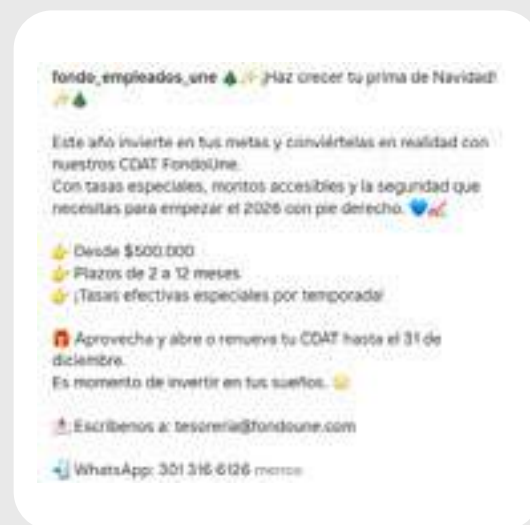 fondo_empleados_une 🎄✨ ¡Haz crecer tu prima de Navidad!
✨🎄
Este año invierte en tus metas y conviértelas en realidad con
nuestros CDAT FondoUne.
Con tasas especiales, montos accesibles y la seguridad que
necesitas para empezar el 2026 con pie derecho. 💙
👉 Desde $500.000
👉 Plazos de 2 a 12 meses
👉 ¡Tasas efectivas especiales por temporada!
🎁 Aprovecha y abre o renueva tu CDAT hasta el 31 de
diciembre.
Es momento de invertir en tus sueños.
📩 Escríbenos a: tesoreria@fondoune.com
📲 WhatsApp: 301 316 6126 menos